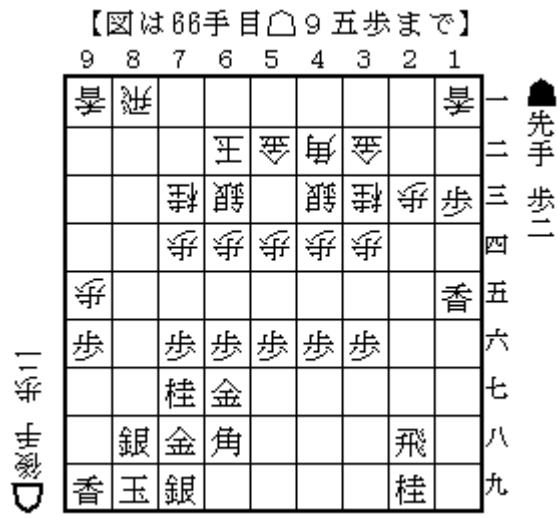 【図は66手目☖９五歩まで】
９ ８ ７ ６ ５ ４ ３ ２ １
香 飛 香 一
玉 金 角 金 二
桂 銀 銀 桂 歩 歩 三
歩 歩 歩 歩 歩 四
歩 香 五
歩 歩 歩 歩 歩 歩 六
桂 金 七
銀 金 角 飛 八
香 玉 銀 桂 九
☗先手 歩二
☖後手 歩二